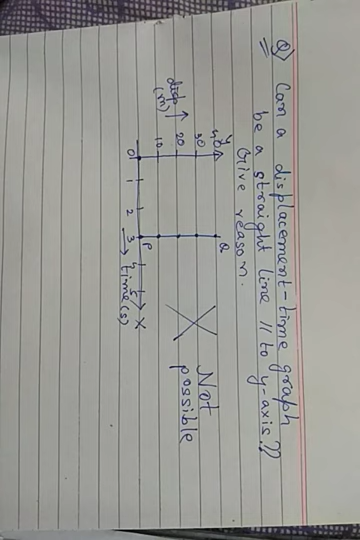 Q) Can a displacement-time graph
be a straight line // to y-axis??
Give reason.
Y
40
30
20
10
disp
(m)
Q
Not
possible
0 1 2 3 4 5 X
P
time(s)